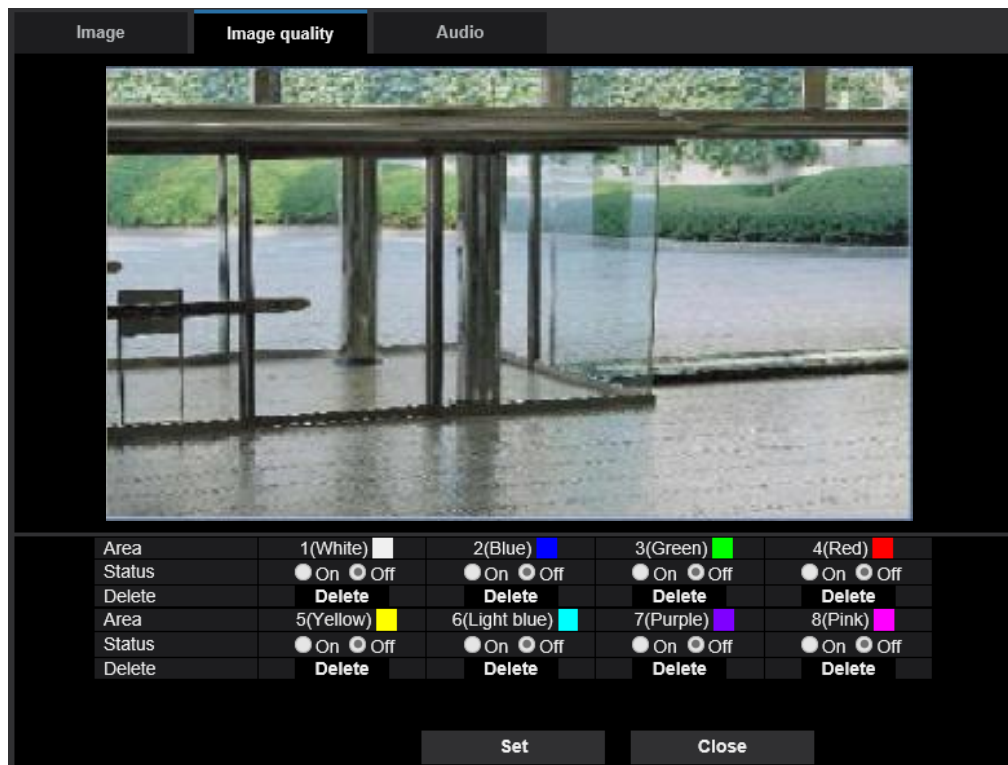 Image Image quality Audio
Area 1(White) 2(Blue) 3(Green) 4(Red)
Status On Off On Off On Off On Off
Delete Delete Delete Delete Delete
Area 5(Yellow) 6(Light blue) 7(Purple) 8(Pink)
Status On Off On Off On Off On Off
Delete Delete Delete Delete Delete
Set Close